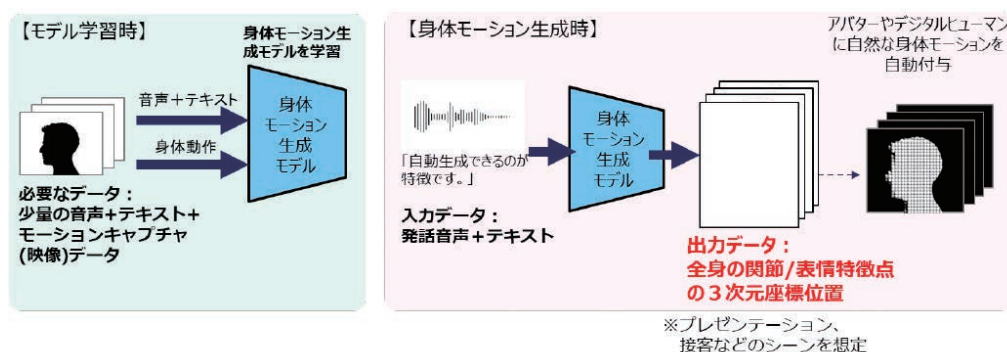 【モデル学習時】
身体モーション生
成モデルを学習
音声+テキスト
身体動作
身体
モーション
生成
モデル
必要なデータ：
少量の音声+テキスト+
モーションキャプチャ
(映像)データ
【身体モーション生成時】
「自動生成できるのが
特徴です。」
入力データ：
発話音声+テキスト
身体
モーション
生成
モデル
出力データ：
全身の関節/表情特徴点
の３次元座標位置
アバターやデジタルヒューマン
に自然な身体モーションを
自動付与
※プレゼンテーション、
接客などのシーンを想定